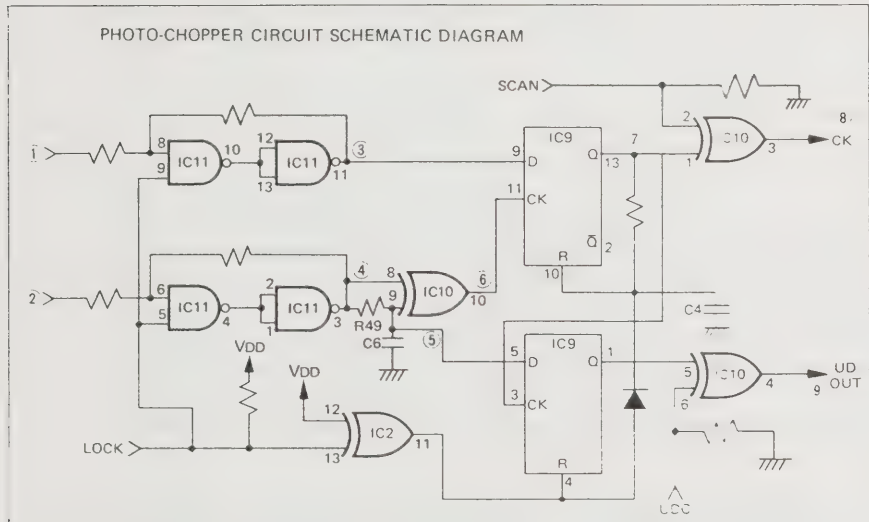 PHOTO-CHOPPER CIRCUIT SCHEMATIC DIAGRAM
SCAN
1
8
9
IC11
10
12
13
IC11
11
3
9
D
IC9
Q
13
7
11
CK
Q̄
2
R
10
2
1
IC10
3
8
CK
2
6
5
IC11
4
2
1
IC11
3
4
R49
C6
8
9
IC10
10
6
5
C4
5
D
IC9
Q
1
3
CK
R
4
5
6
IC10
4
UD
9 OUT
VDD
VDD
LOCK
12
13
IC2
11